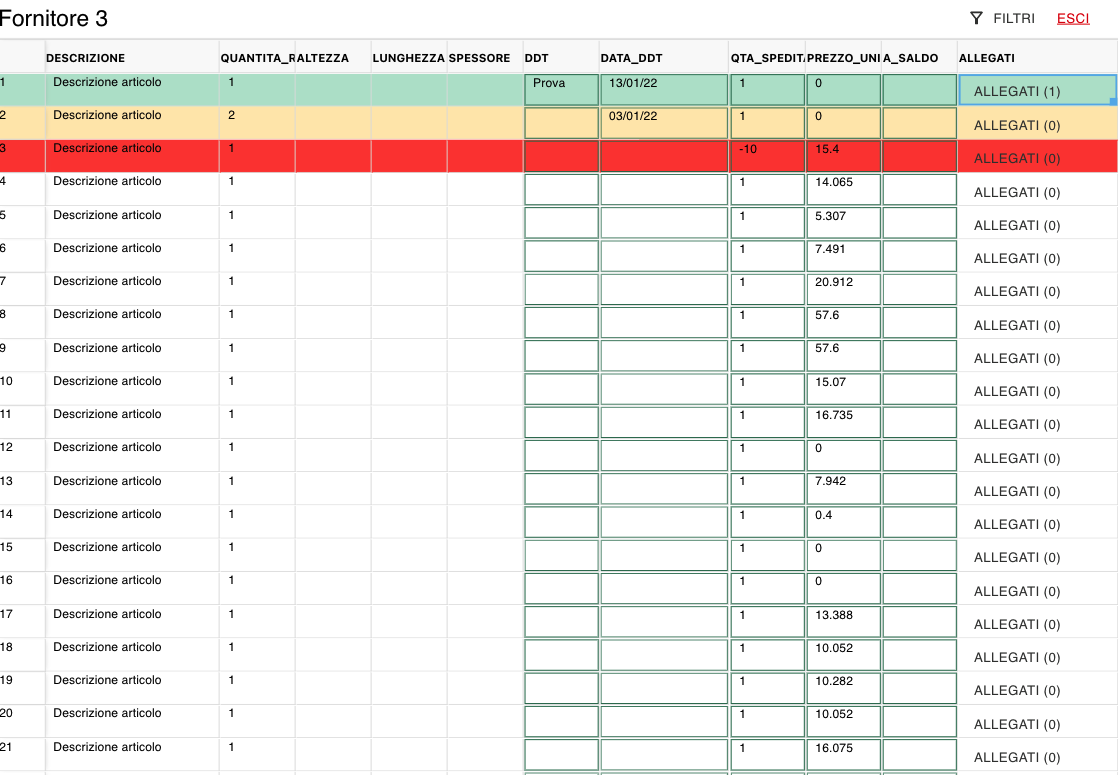 Fornitore 3 FILTRI ESCI
DESCRIZIONE QUANTITA_R ALTEZZA LUNGHEZZA SPESSORE DDT DATA_DDT QTA_SPEDIT PREZZO_UNI A_SALDO ALLEGATI
1 Descrizione articolo 1 Prova 13/01/22 1 0 ALLEGATI (1)
2 Descrizione articolo 2 03/01/22 1 0 ALLEGATI (0)
3 Descrizione articolo 1 -10 15.4 ALLEGATI (0)
4 Descrizione articolo 1 1 14.065 ALLEGATI (0)
5 Descrizione articolo 1 1 5.307 ALLEGATI (0)
6 Descrizione articolo 1 1 7.491 ALLEGATI (0)
7 Descrizione articolo 1 1 20.912 ALLEGATI (0)
8 Descrizione articolo 1 1 57.6 ALLEGATI (0)
9 Descrizione articolo 1 1 57.6 ALLEGATI (0)
10 Descrizione articolo 1 1 15.07 ALLEGATI (0)
11 Descrizione articolo 1 1 16.735 ALLEGATI (0)
12 Descrizione articolo 1 1 0 ALLEGATI (0)
13 Descrizione articolo 1 1 7.942 ALLEGATI (0)
14 Descrizione articolo 1 1 0.4 ALLEGATI (0)
15 Descrizione articolo 1 1 0 ALLEGATI (0)
16 Descrizione articolo 1 1 0 ALLEGATI (0)
17 Descrizione articolo 1 1 13.388 ALLEGATI (0)
18 Descrizione articolo 1 1 10.052 ALLEGATI (0)
19 Descrizione articolo 1 1 10.282 ALLEGATI (0)
20 Descrizione articolo 1 1 10.052 ALLEGATI (0)
21 Descrizione articolo 1 1 16.075 ALLEGATI (0)